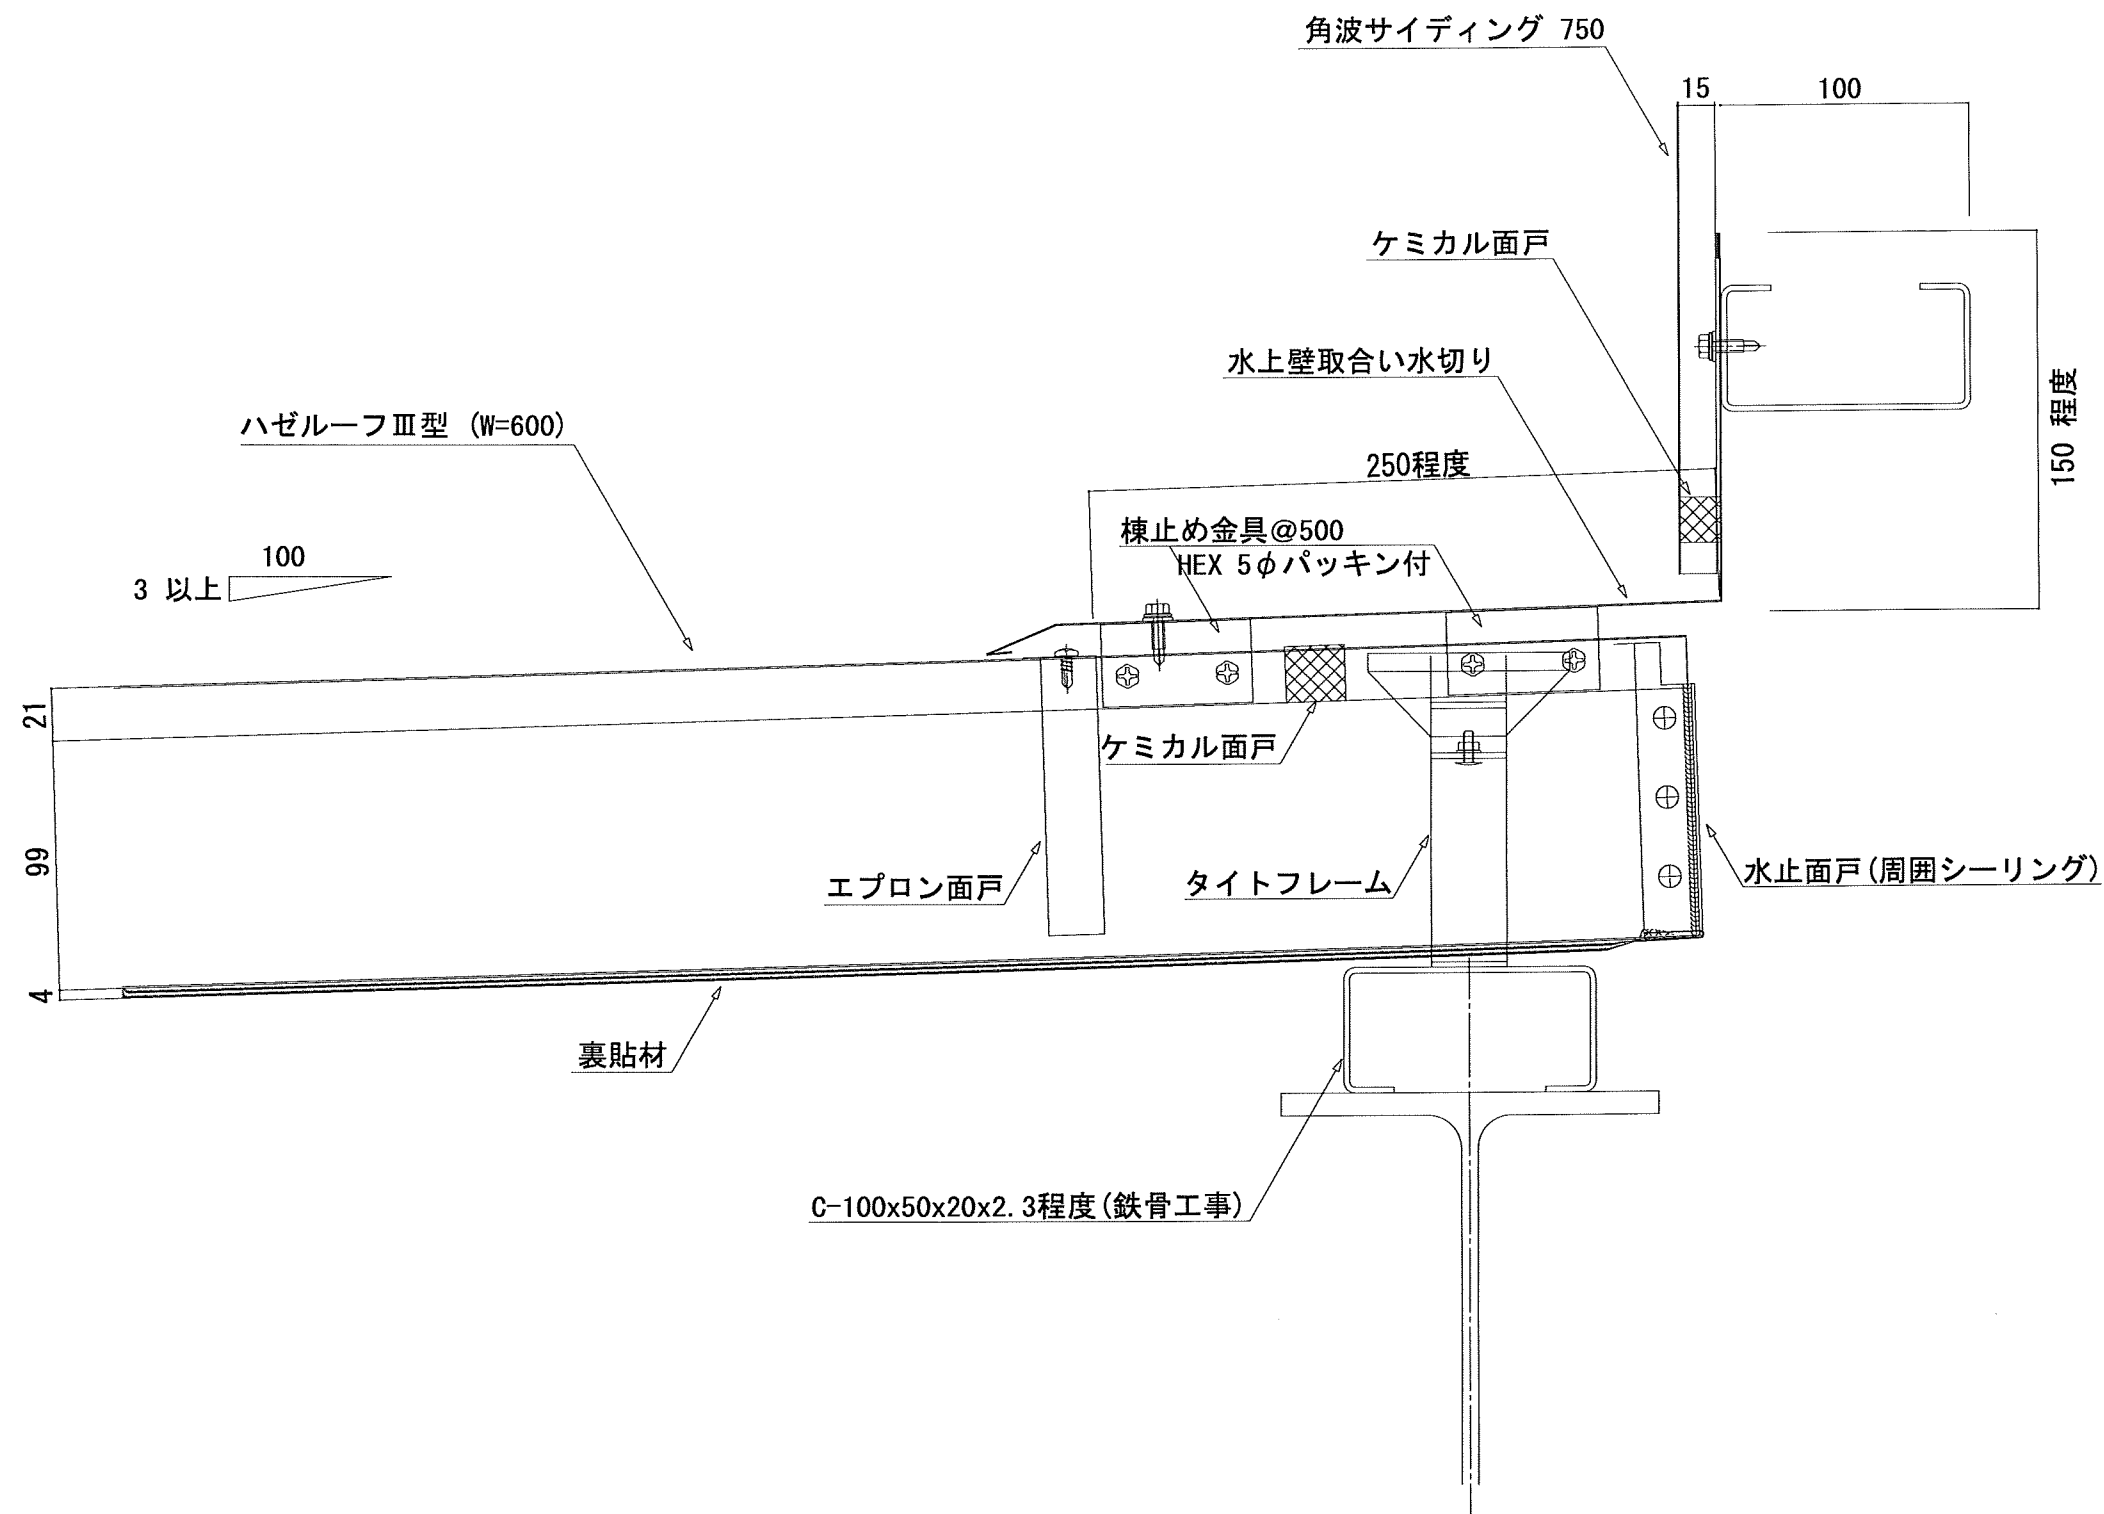 角波サイディング 750
15
100
ケミカル面戸
水上壁取合い水切り
150 程度
ハゼルーフⅢ型 (W=600)
250程度
棟止め金具@500
HEX 5φパッキン付
100
3 以上
21
ケミカル面戸
99
エプロン面戸
タイトフレーム
水止面戸(周囲シーリング)
4
裏貼材
C-100x50x20x2.3程度(鉄骨工事)